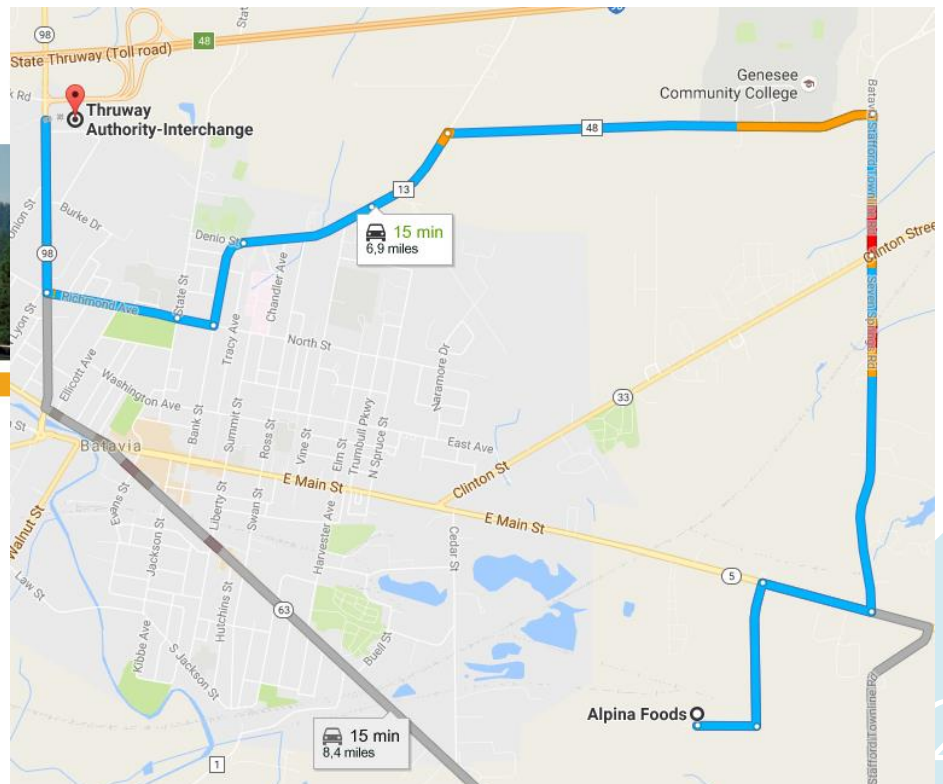 98
State
48
State Thruway (Toll road)
Genesee
Community College
k Rd
Thruway
Authority-Interchange
48
13
Batavia Stafford Townline Rd
Union St
Burke Dr
Denio St
15 min
6,9 miles
Clinton Street
98
Chandler Ave
State St
Richmond Ave
Seven Springs Rd
Lyon St
Tracy Ave
North St
Ellicott Ave
Naramore Dr
Washington Ave
33
Bank St
Summit St
Ross St
Vine St
Elm St
Trumbull Pkwy
N Spruce St
East Ave
Batavia
Clinton St
E Main St
Evans St
Liberty St
Swan St
Harvester Ave
E Main St
Walnut St
Jackson St
Cedar St
5
Law St
Hutchins St
63
Kibbe Ave
S Jackson St
Buell St
Alpina Foods
15 min
8,4 miles
1
Stafford Townline Rd